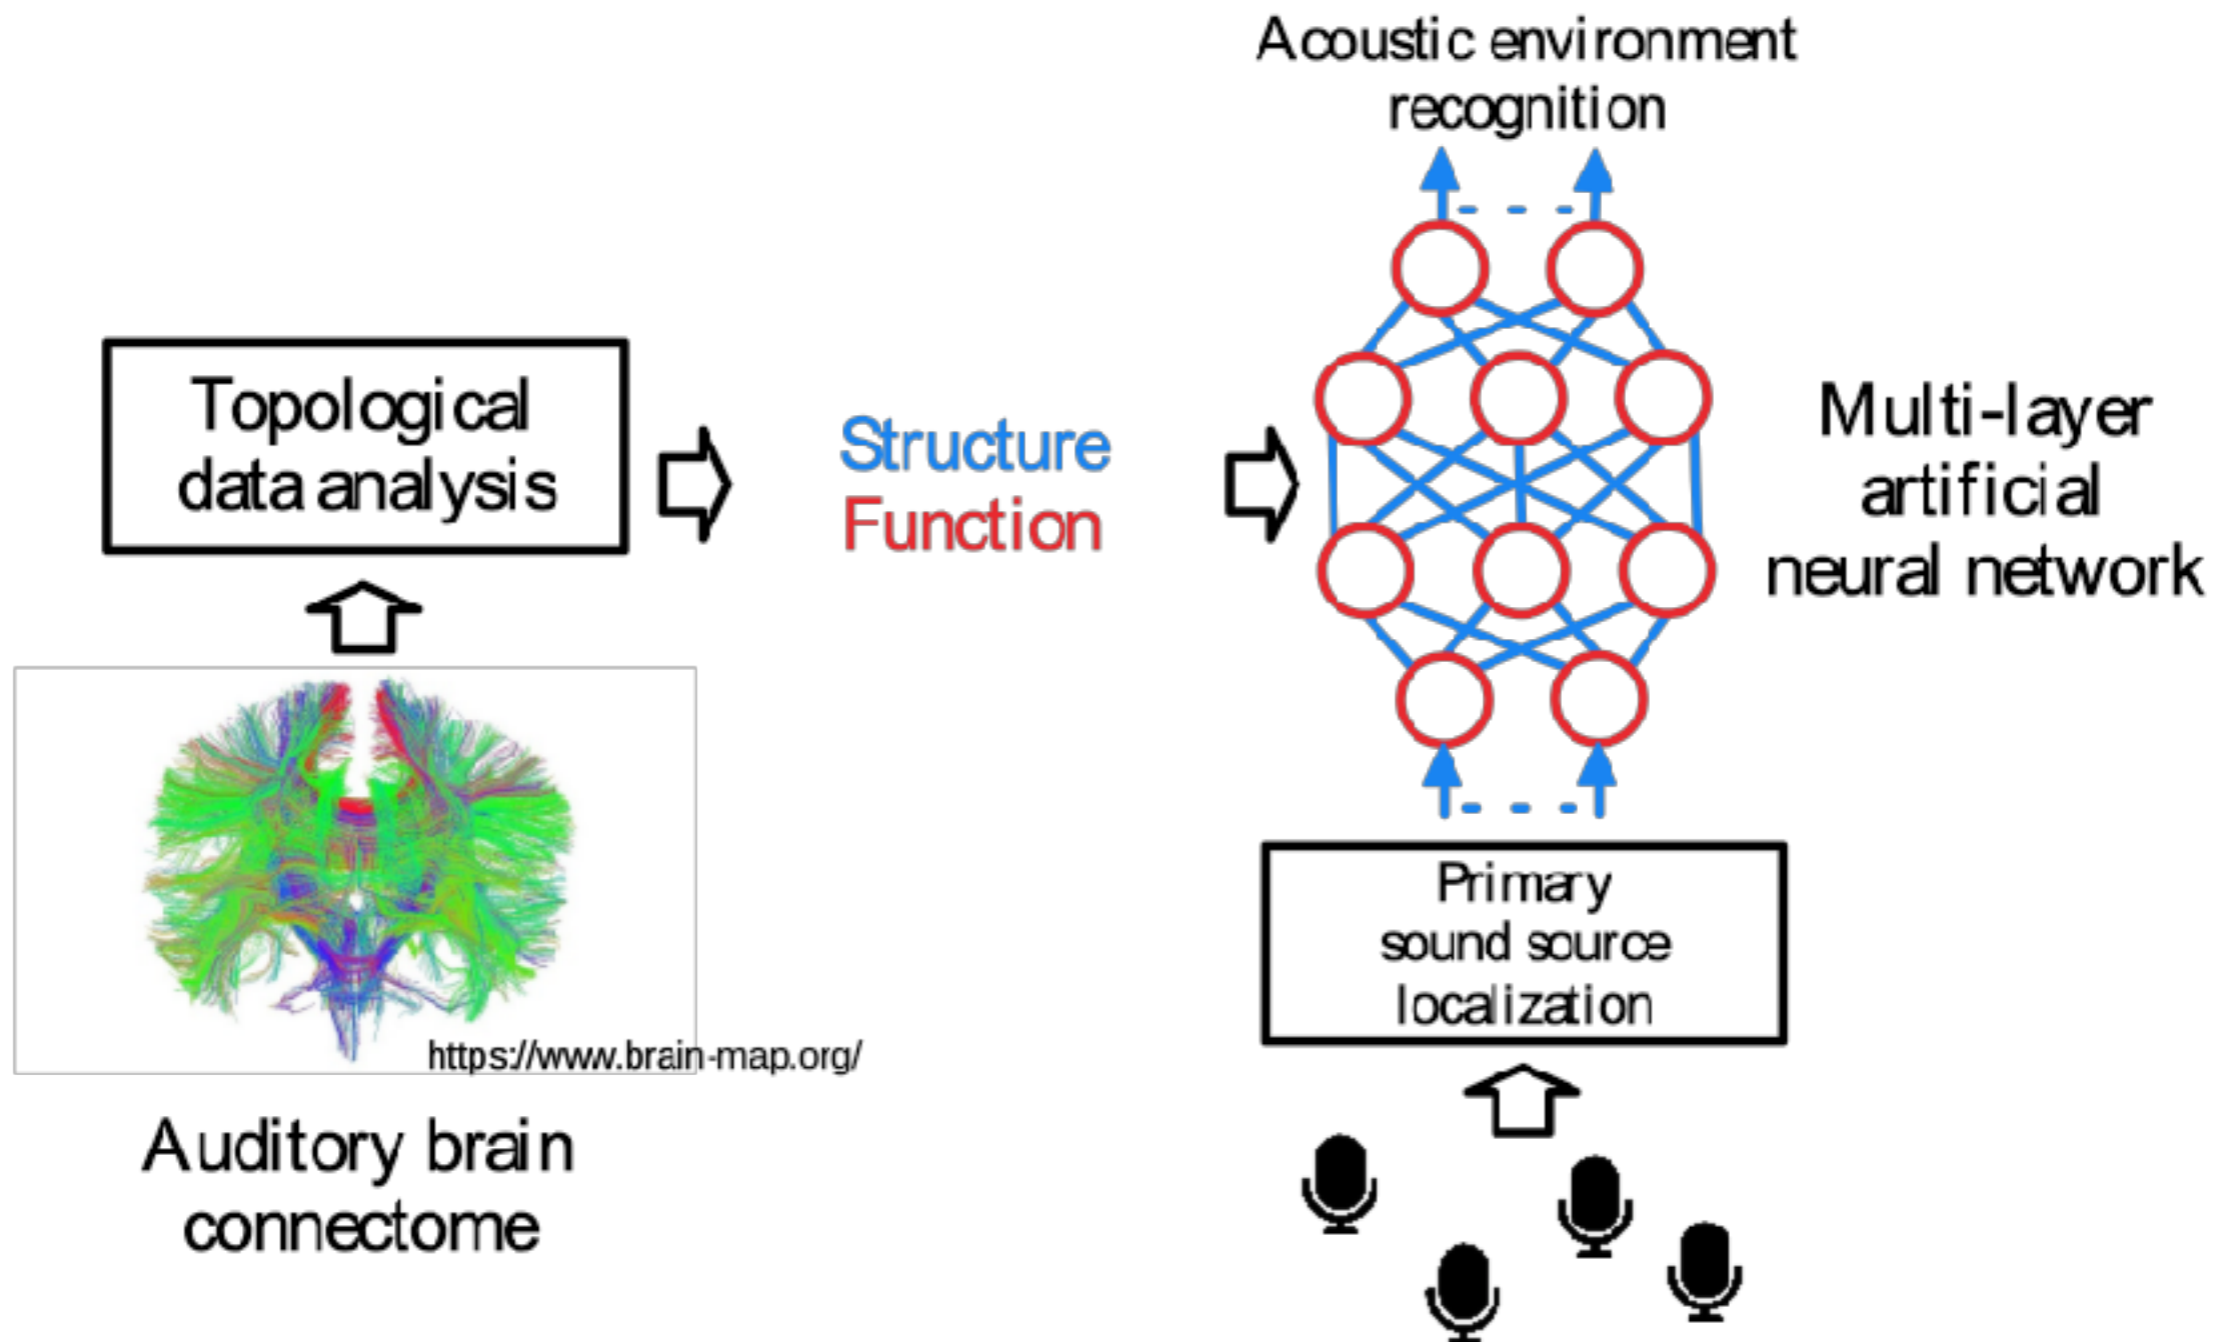 Acoustic environment
recognition
Topological
data analysis
Structure
Function
Multi-layer
artificial
neural network
Primary
sound source
localization
https://www.brain-map.org/
Auditory brain
connectome